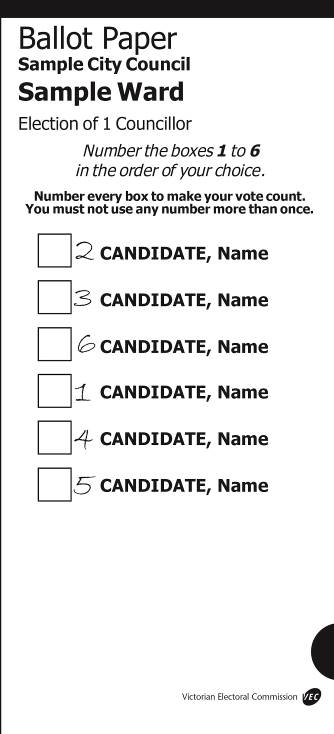 Ballot Paper
Sample City Council
Sample Ward
Election of 1 Councillor
Number the boxes 1 to 6
in the order of your choice.
Number every box to make your vote count.
You must not use any number more than once.
2 CANDIDATE, Name
3 CANDIDATE, Name
6 CANDIDATE, Name
1 CANDIDATE, Name
4 CANDIDATE, Name
5 CANDIDATE, Name
Victorian Electoral Commission VEC